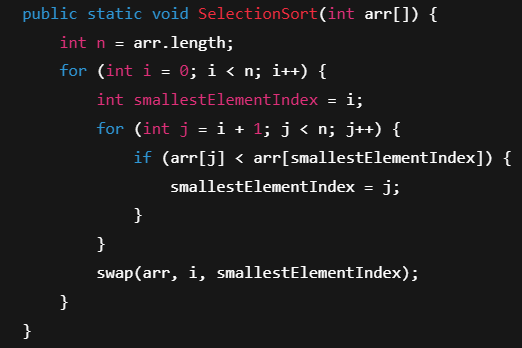 public static void SelectionSort(int arr[]) {
int n = arr.length;
for (int i = 0; i < n; i++) {
int smallestElementIndex = i;
for (int j = i + 1; j < n; j++) {
if (arr[j] < arr[smallestElementIndex]) {
smallestElementIndex = j;
}
}
swap(arr, i, smallestElementIndex);
}
}